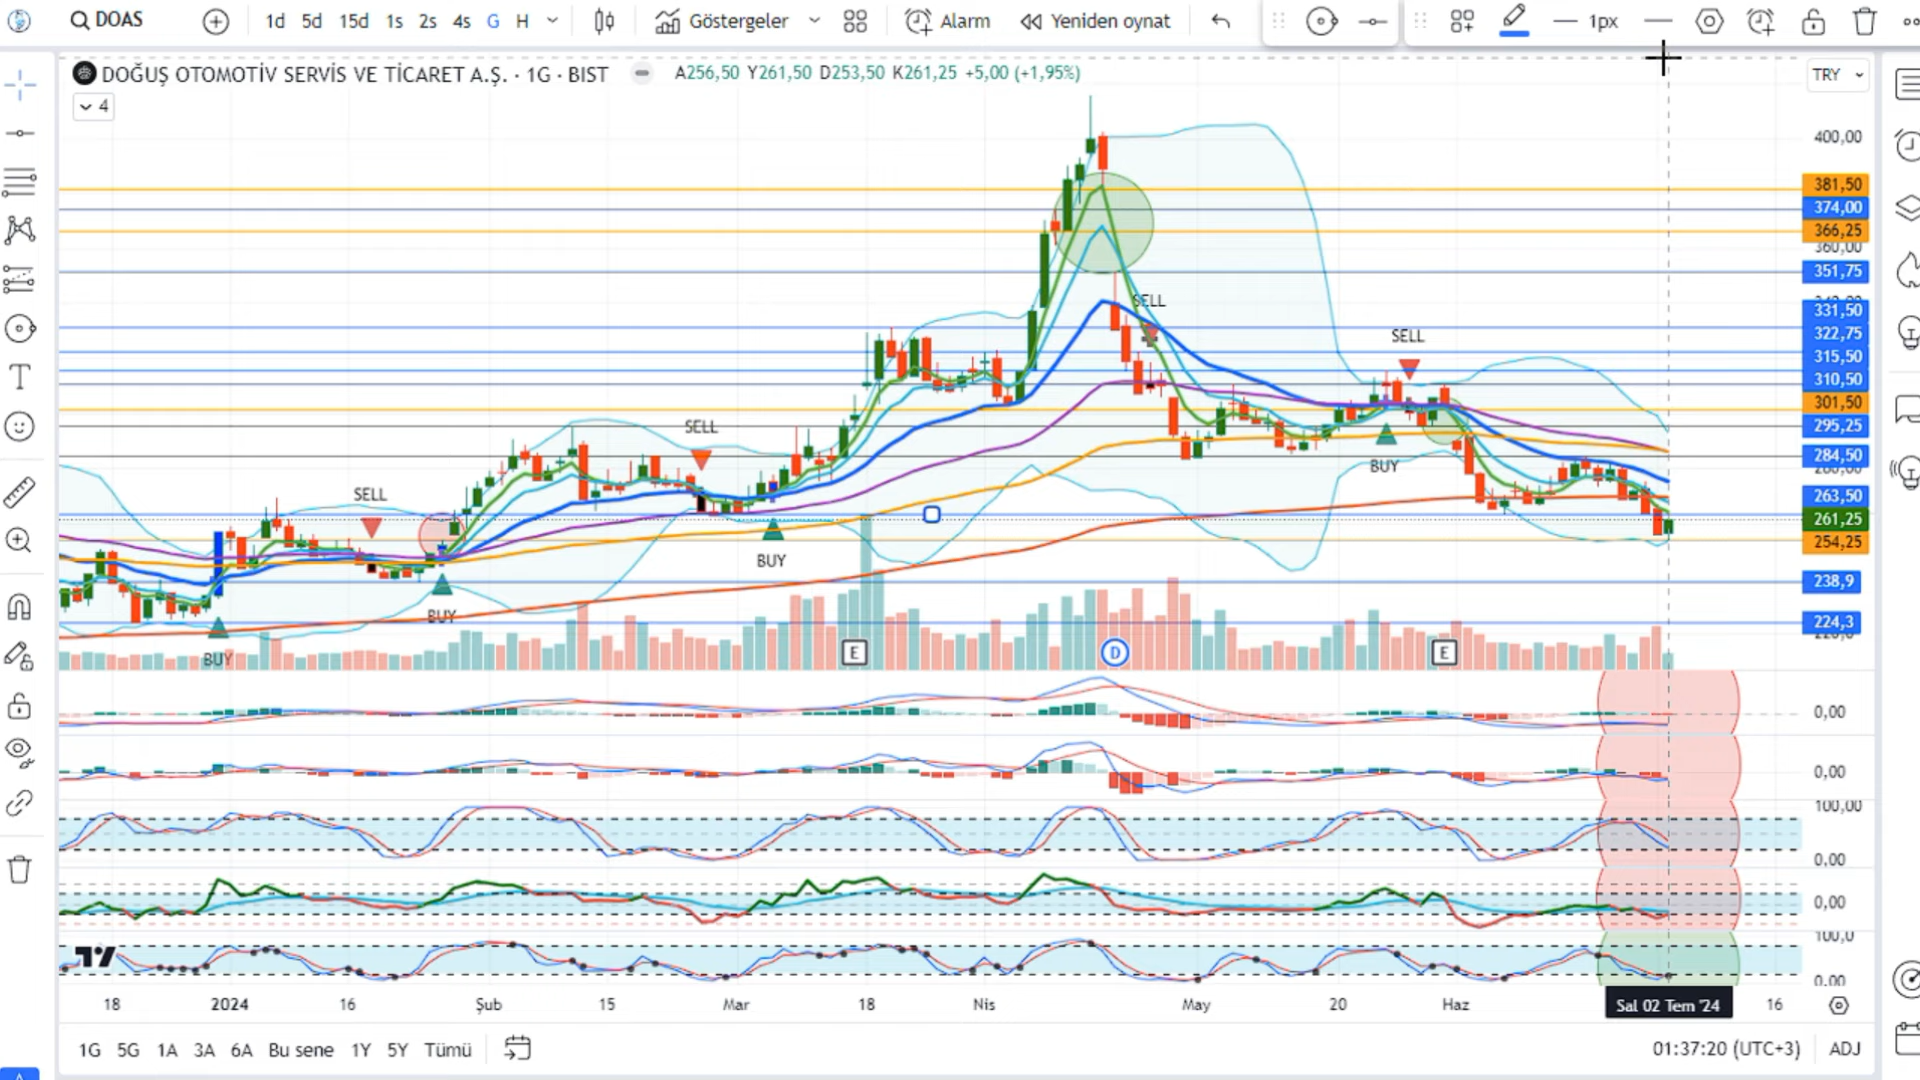 DOAS
1d 5d 15d 1s 2s 4s G H
Göstergeler
Alarm
Yeniden oynat
1px
DOĞUŞ OTOMOTİV SERVİS VE TİCARET A.Ş. · 1G · BIST
A256,50 Y261,50 D253,50 K261,25 +5,00 (+1,95%)
TRY
4
400,00
381,50
374,00
366,25
360,00
351,75
331,50
322,75
315,50
310,50
301,50
295,25
284,50
263,50
261,25
254,25
238,9
224,3
SELL
SELL
SELL
SELL
BUY
BUY
BUY
BUY
E
D
E
0,00
0,00
100,00
0.00
0,00
100,0
0.00
18 2024 16 Şub 15 Mar 18 Nis May 20 Haz Sal 02 Tem '24 16
1G 5G 1A 3A 6A Bu sene 1Y 5Y Tümü
01:37:20 (UTC+3) ADJ